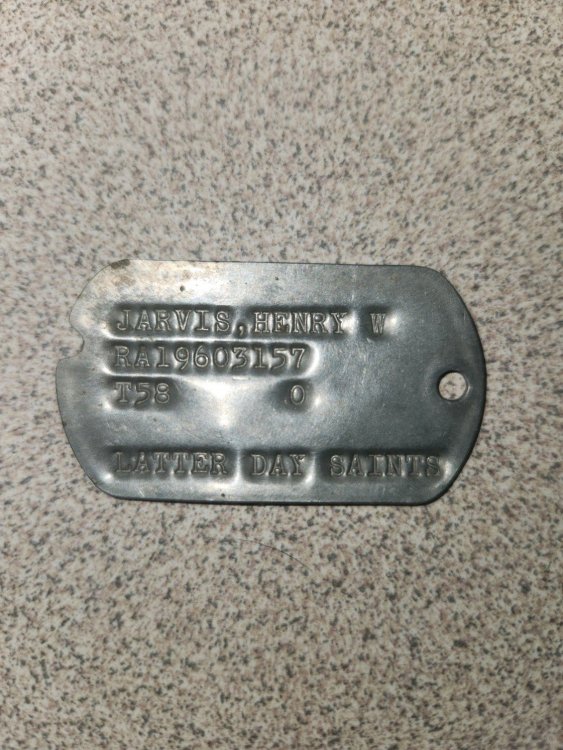 JARVIS,HENRY W
RA19603157
T58 O
LATTER DAY SAINTS